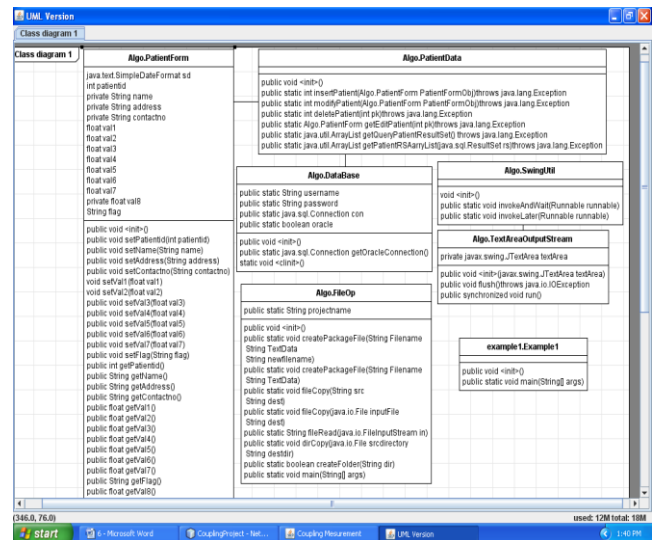 UML Version
Class diagram 1
Class diagram 1
Algo.PatientForm
java.text.SimpleDateFormat sd
int patientid
private String name
private String address
private String contactno
float val1
float val2
float val3
float val4
float val5
float val6
float val7
private float val8
String flag
public void <init>()
public void setPatientid(int patientid)
public void setName(String name)
public void setAddress(String address)
public void setContactno(String contactno)
void setVal1(float val1)
void setVal2(float val2)
public void setVal3(float val3)
public void setVal4(float val4)
public void setVal5(float val5)
public void setVal6(float val6)
public void setVal7(float val7)
public void setFlag(String flag)
public int getPatientid()
public String getName()
public String getAddress()
public String getContactno()
public float getVal1()
public float getVal2()
public float getVal3()
public float getVal4()
public float getVal5()
public float getVal6()
public float getVal7()
public String getFlag()
public float getVal8()
Algo.PatientData
public void <init>()
public static int insertPatient(Algo.PatientForm PatientFormObj)throws java.lang.Exception
public static int modifyPatient(Algo.PatientForm PatientFormObj)throws java.lang.Exception
public static int deletePatient(int pk)throws java.lang.Exception
public static Algo.PatientForm getEditPatient(int pk)throws java.lang.Exception
public static java.util.ArrayList getQueryPatientResultSet() throws java.lang.Exception
public static java.util.ArrayList getPatientRSAarryList(java.sql.ResultSet rs)throws java.lang.Exception
Algo.DataBase
public static String username
public static String password
public static java.sql.Connection con
public static boolean oracle
public void <init>()
public static java.sql.Connection getOracleConnection()
static void <clinit>()
Algo.SwingUtil
void <init>()
public static void invokeAndWait(Runnable runnable)
public static void invokeLater(Runnable runnable)
Algo.TextAreaOutputStream
private javax.swing.JTextArea textArea
public void <init>(javax.swing.JTextArea textArea)
public void flush()throws java.io.IOException
public synchronized void run()
Algo.FileOp
public static String projectname
public void <init>()
public static void createPackageFile(String Filename
String TextData
String newfilename)
public static void createPackageFile(String Filename
String TextData)
public static void fileCopy(String src
String dest)
public static void fileCopy(java.io.File inputFile
String dest)
public static String fileRead(java.io.FileInputStream in)
public static void dirCopy(java.io.File srcdirectory
String destdir)
public static boolean createFolder(String dir)
public static void main(String[] args)
example1.Example1
public void <init>()
public static void main(String[] args)
(346.0, 76.0)
used: 12M total: 18M
start
6 - Microsoft Word
CouplingProject - Net...
Coupling Mesurement
UML Version
1:40 PM